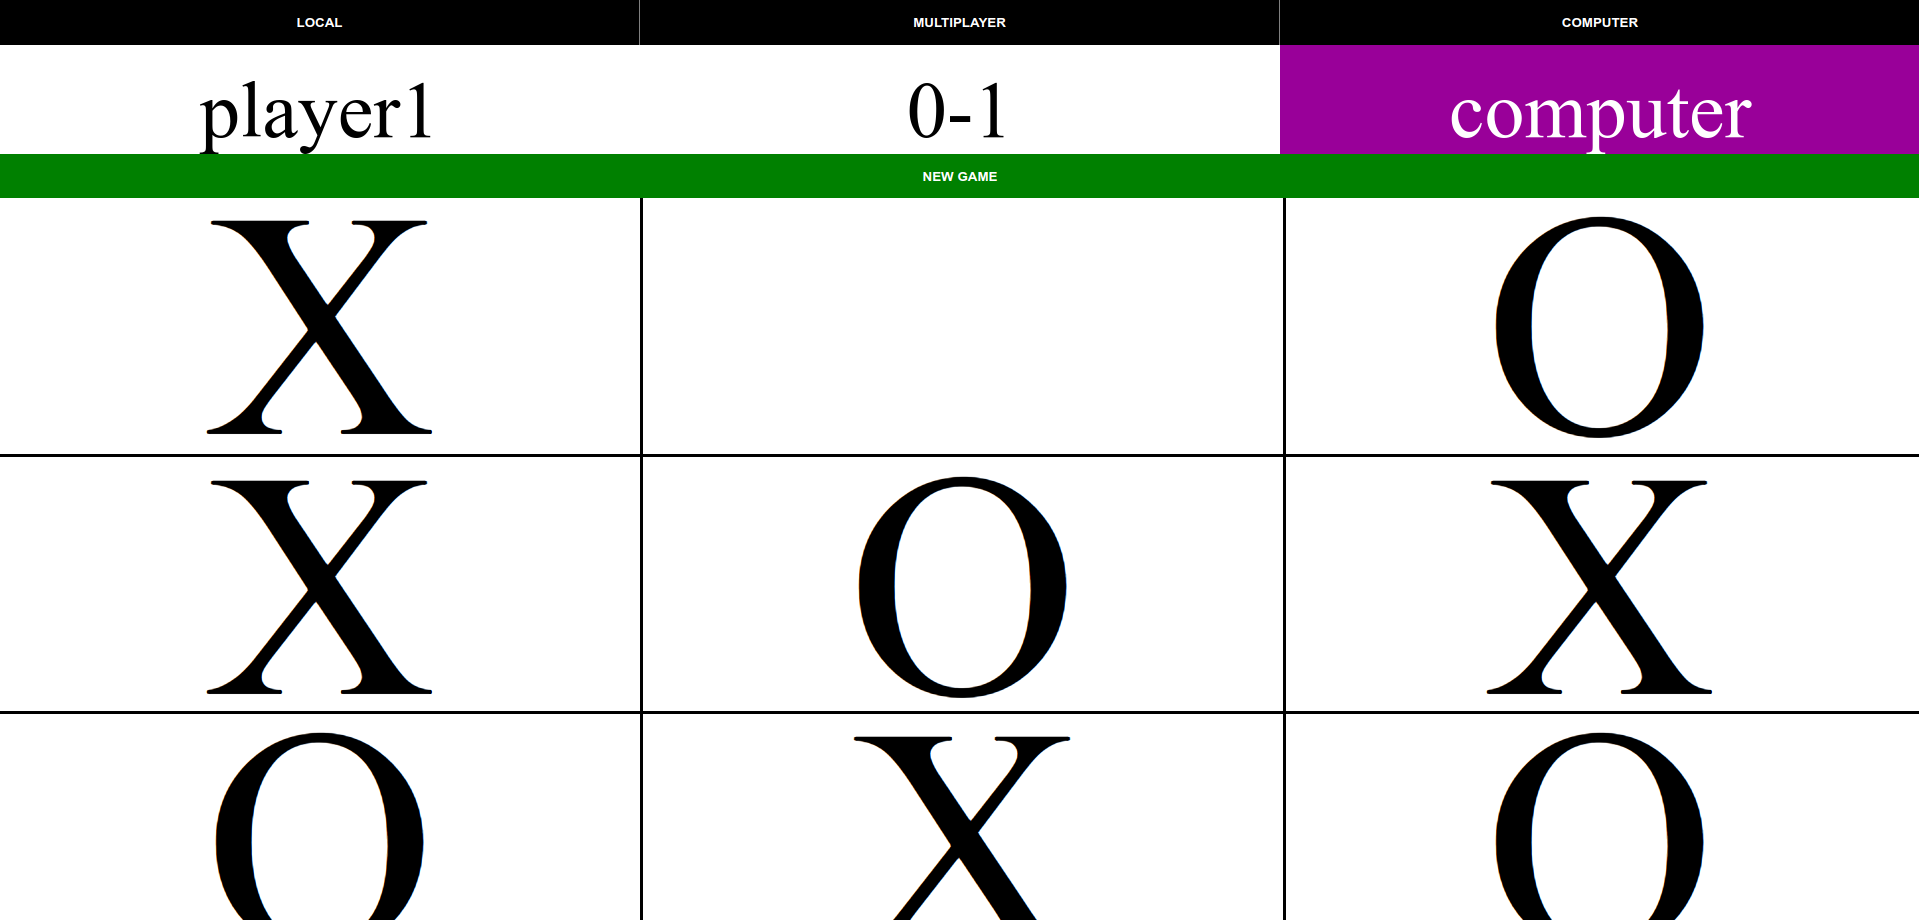 LOCAL MULTIPLAYER COMPUTER
player1 0-1 computer
NEW GAME
X O
X O X
O X O